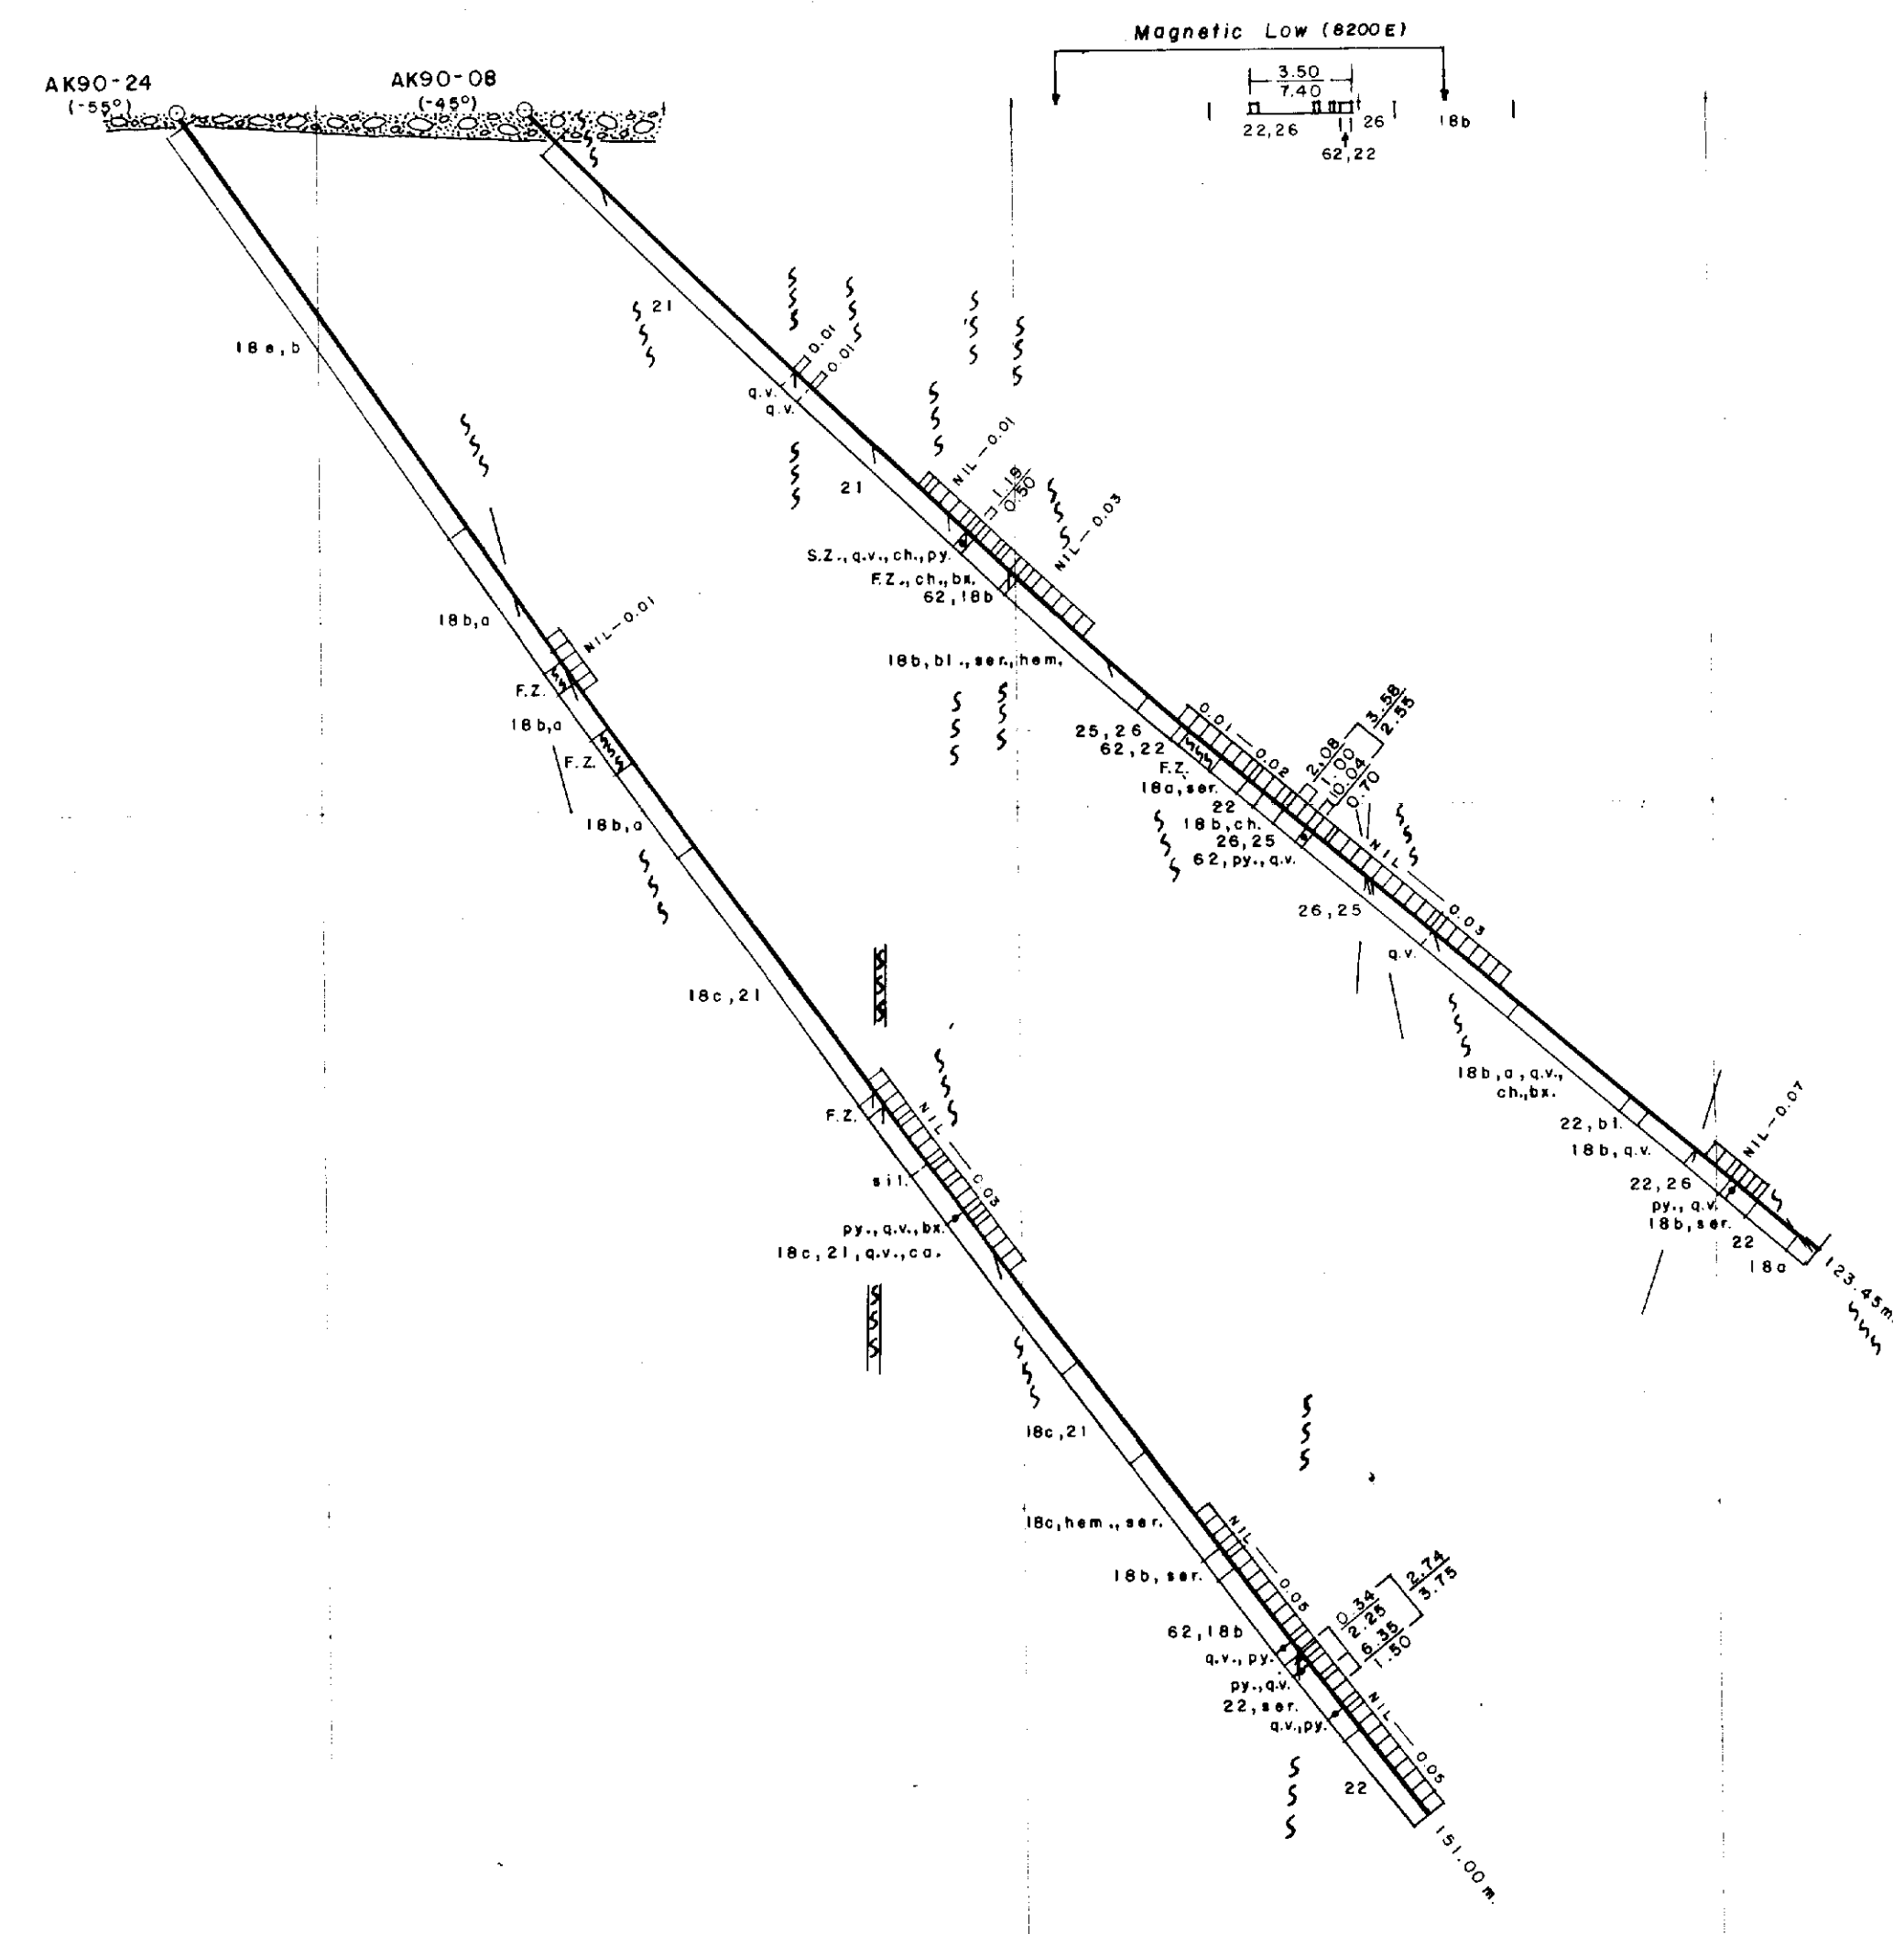 Magnetic Low (8200E)
3.50
7.40
22,26
26
18b
62,22
AK90-24
(-55°)
AK90-08
(-45°)
21
0.01
0.01
q.v.
q.v.
21
NIL-0.01
1.19
0.50
NIL-0.03
S.Z., q.v., ch., py.
F.Z., ch., bx.
62,18b
18b, bl., ser., hem.
25,26
62,22
F.Z.
18a, ser.
22
18b, ch.
26,25
62, py., q.v.
0.01 — 0.02
2.08
1.00
10.04
0.70
3.58
2.55
26,25
NIL — 0.03
q.v.
18b, a, q.v.,
ch., bx.
22, bl.
18b, q.v.
22,26
py., q.v.
18b, ser.
22
18a
NIL-0.07
123.45m.
18a, b
18b,a
NIL-0.01
F.Z.
18b,a
F.Z.
18b,a
18c,21
F.Z.
NIL — 0.03
sil.
py., q.v., bx.
18c, 21, q.v., ca.
18c,21
18c, hem., ser.
18b, ser.
NIL — 0.05
62,18b
q.v., py.
py., q.v.
22, ser.
q.v., py.
0.34
2.25
6.35
1.50
2.74
3.75
NIL — 0.05
22
151.00 m.